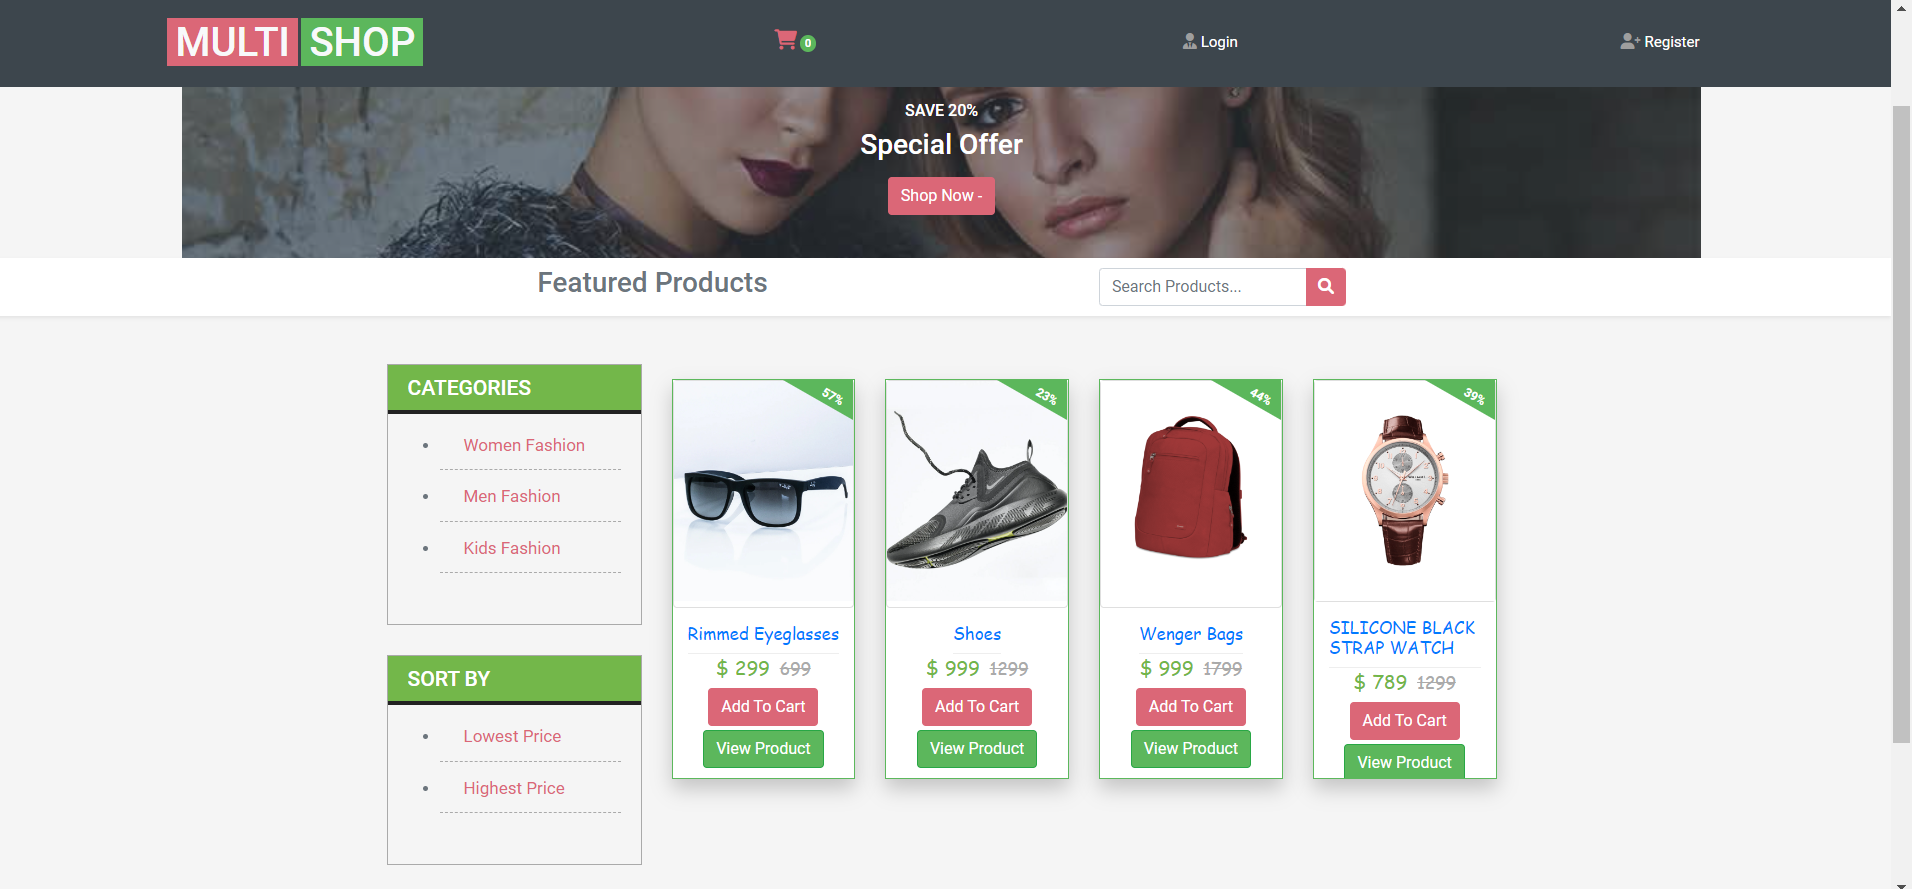 MULTI SHOP
0
Login
Register
SAVE 20%
Special Offer
Shop Now -
Featured Products
Search Products...
CATEGORIES
Women Fashion
Men Fashion
Kids Fashion
SORT BY
Lowest Price
Highest Price
57%
Rimmed Eyeglasses
$ 299 699
Add To Cart
View Product
23%
Shoes
$ 999 1299
Add To Cart
View Product
44%
Wenger Bags
$ 999 1799
Add To Cart
View Product
39%
SILICONE BLACK
STRAP WATCH
$ 789 1299
Add To Cart
View Product